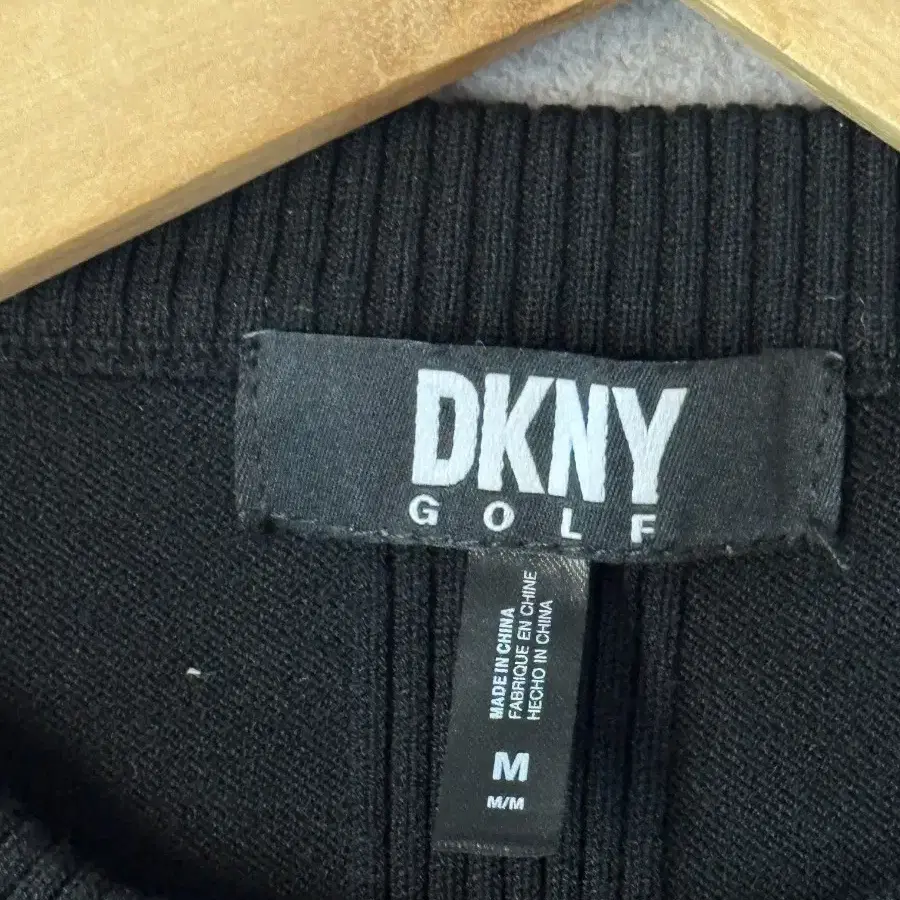 DKNY
GOLF
MADE IN CHINA
FABRIQUE EN CHINE
HECHO IN CHINA
M
M/M